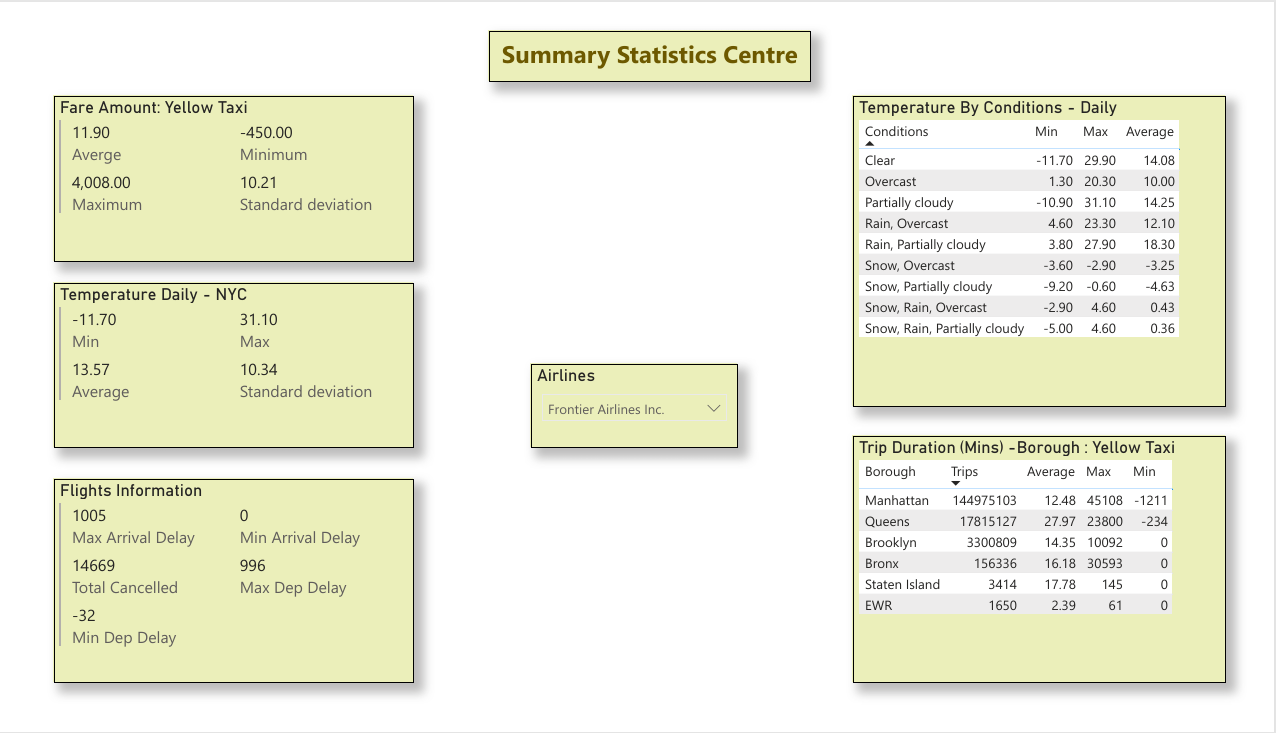 Summary Statistics Centre
Fare Amount: Yellow Taxi
11.90 -450.00
Averge Minimum
4,008.00 10.21
Maximum Standard deviation
Temperature Daily - NYC
-11.70 31.10
Min Max
13.57 10.34
Average Standard deviation
Flights Information
1005 0
Max Arrival Delay Min Arrival Delay
14669 996
Total Cancelled Max Dep Delay
-32
Min Dep Delay
Airlines
Frontier Airlines Inc.
Temperature By Conditions - Daily
Conditions Min Max Average
Clear -11.70 29.90 14.08
Overcast 1.30 20.30 10.00
Partially cloudy -10.90 31.10 14.25
Rain, Overcast 4.60 23.30 12.10
Rain, Partially cloudy 3.80 27.90 18.30
Snow, Overcast -3.60 -2.90 -3.25
Snow, Partially cloudy -9.20 -0.60 -4.63
Snow, Rain, Overcast -2.90 4.60 0.43
Snow, Rain, Partially cloudy -5.00 4.60 0.36
Trip Duration (Mins) -Borough : Yellow Taxi
Borough Trips Average Max Min
Manhattan 144975103 12.48 45108 -1211
Queens 17815127 27.97 23800 -234
Brooklyn 3300809 14.35 10092 0
Bronx 156336 16.18 30593 0
Staten Island 3414 17.78 145 0
EWR 1650 2.39 61 0